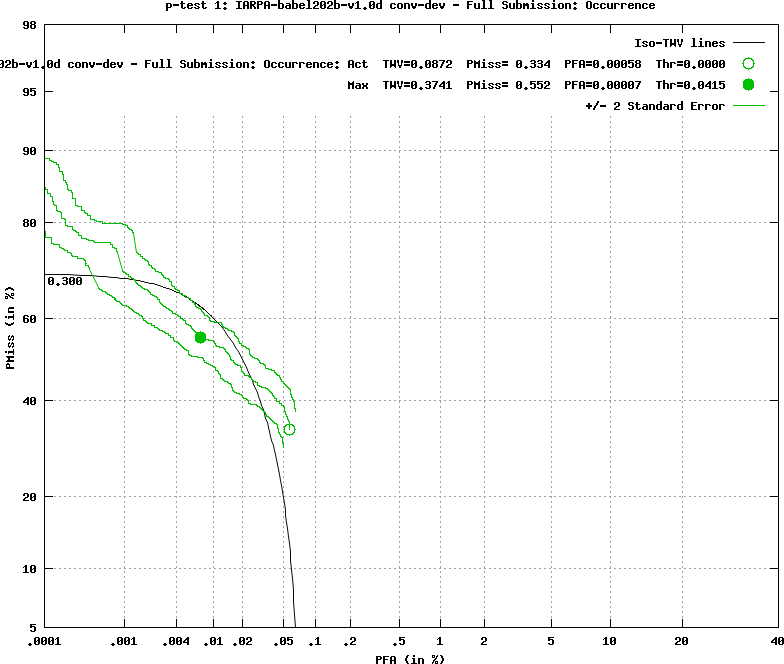 p-test 1: IARPA-babel202b-v1.0d conv-dev - Full Submission: Occurrence
98
Iso-TWV lines
02b-v1.0d conv-dev - Full Submission: Occurrence: Act TWV=0.0872 PMiss= 0.334 PFA=0.00058 Thr=0.0000
Max TWV=0.3741 PMiss= 0.552 PFA=0.00007 Thr=0.0415
95
+/- 2 Standard Error
90
80
0.300
60
PMiss (in %)
40
20
10
5
.0001 .001 .004 .01 .02 .05 .1 .2 .5 1 2 5 10 20 40
PFA (in %)